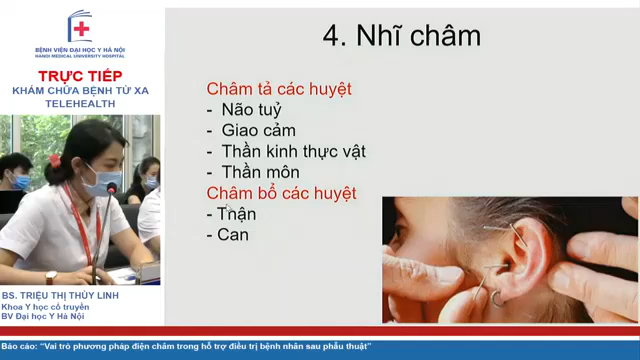 BỆNH VIỆN ĐẠI HỌC Y HÀ NỘI
HANOI MEDICAL UNIVERSITY HOSPITAL
TRỰC TIẾP
KHÁM CHỮA BỆNH TỪ XA
TELEHEALTH
4. Nhĩ châm
Châm tả các huyệt
- Não tuỷ
- Giao cảm
- Thần kinh thực vật
- Thần môn
Châm bổ các huyệt
- Thận
- Can
BS. TRIỆU THỊ THÙY LINH
Khoa Y học cổ truyền
BV Đại học Y Hà Nội
Báo cáo: "Vai trò phương pháp điện châm trong hỗ trợ điều trị bệnh nhân sau phẫu thuật"